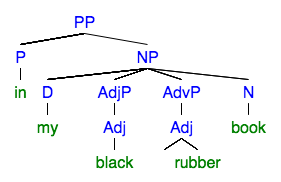 PP
P NP
in D AdjP AdvP N
my Adj Adj book
black rubber